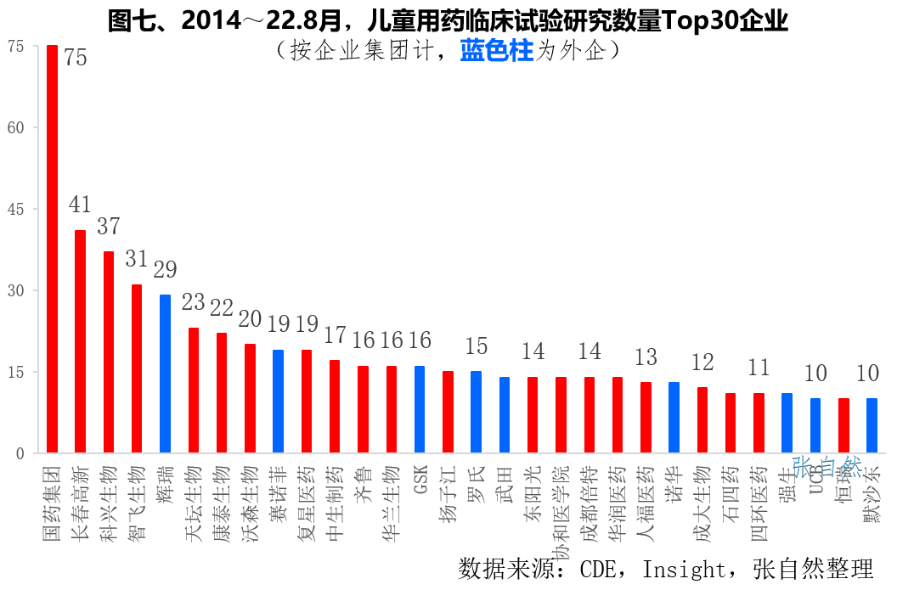 图七、2014～22.8月，儿童用药临床试验研究数量Top30企业
（按企业集团计，蓝色柱为外企）
75
60
45
30
15
0
75
41
37
31
29
23
22
20
19
19
17
16
16
16
15
14
14
13
12
11
10
10
国药集团
长春高新
科兴生物
智飞生物
辉瑞
天坛生物
康泰生物
沃森生物
赛诺菲
复星医药
中生制药
齐鲁
华兰生物
GSK
扬子江
罗氏
武田
东阳光
协和医学院
成都倍特
华润医药
人福医药
诺华
成大生物
石四药
四环医药
强生
UCB
恒瑞
默沙东
张自然
数据来源：CDE，Insight，张自然整理